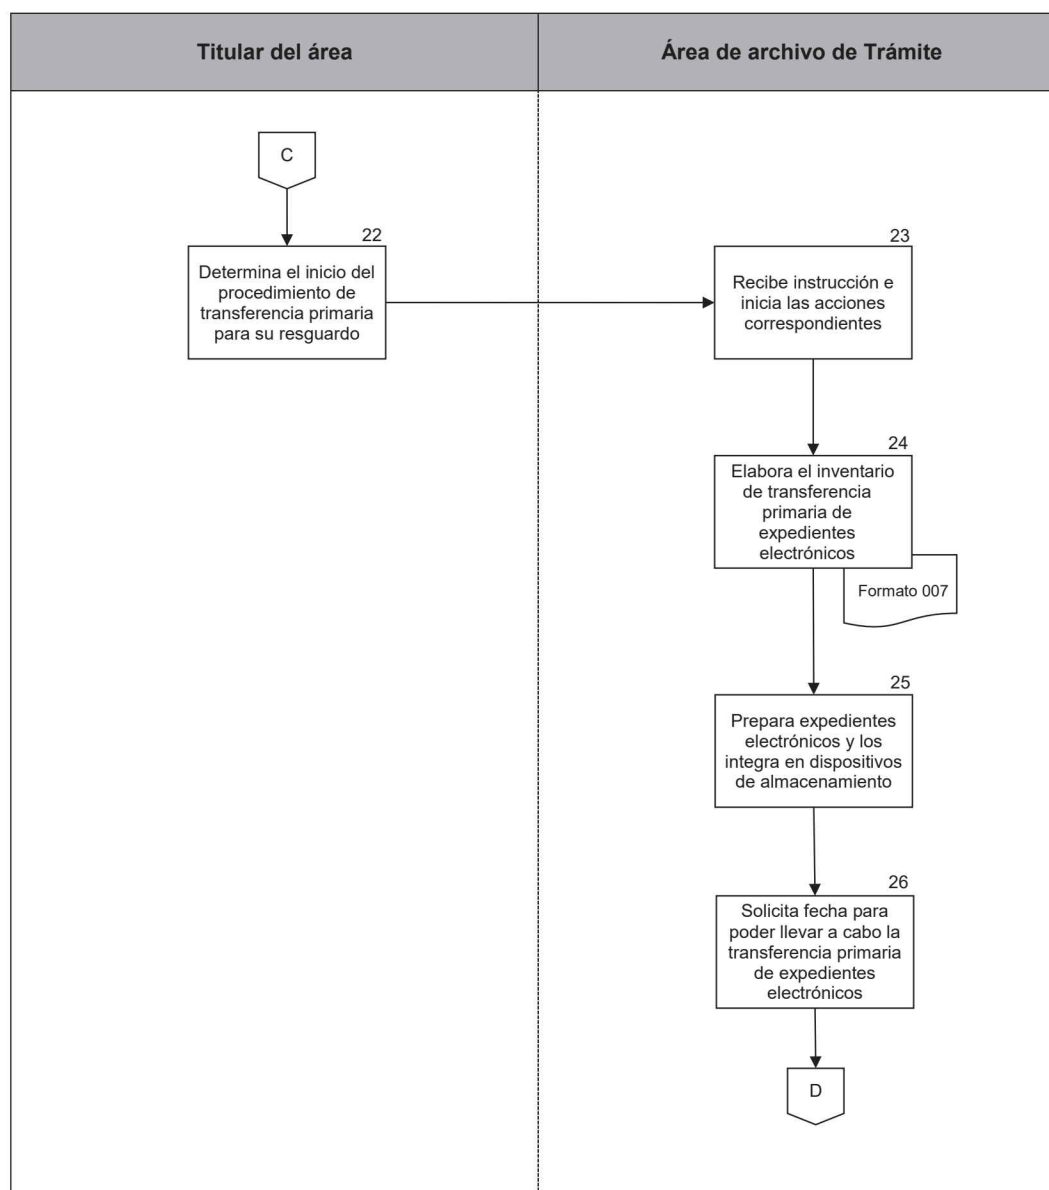 Titular del área
Área de archivo de Trámite
C
22
Determina el inicio del
procedimiento de
transferencia primaria
para su resguardo
23
Recibe instrucción e
inicia las acciones
correspondientes
24
Elabora el inventario
de transferencia
primaria de
expedientes
electrónicos
Formato 007
25
Prepara expedientes
electrónicos y los
integra en dispositivos
de almacenamiento
26
Solicita fecha para
poder llevar a cabo la
transferencia primaria
de expedientes
electrónicos
D